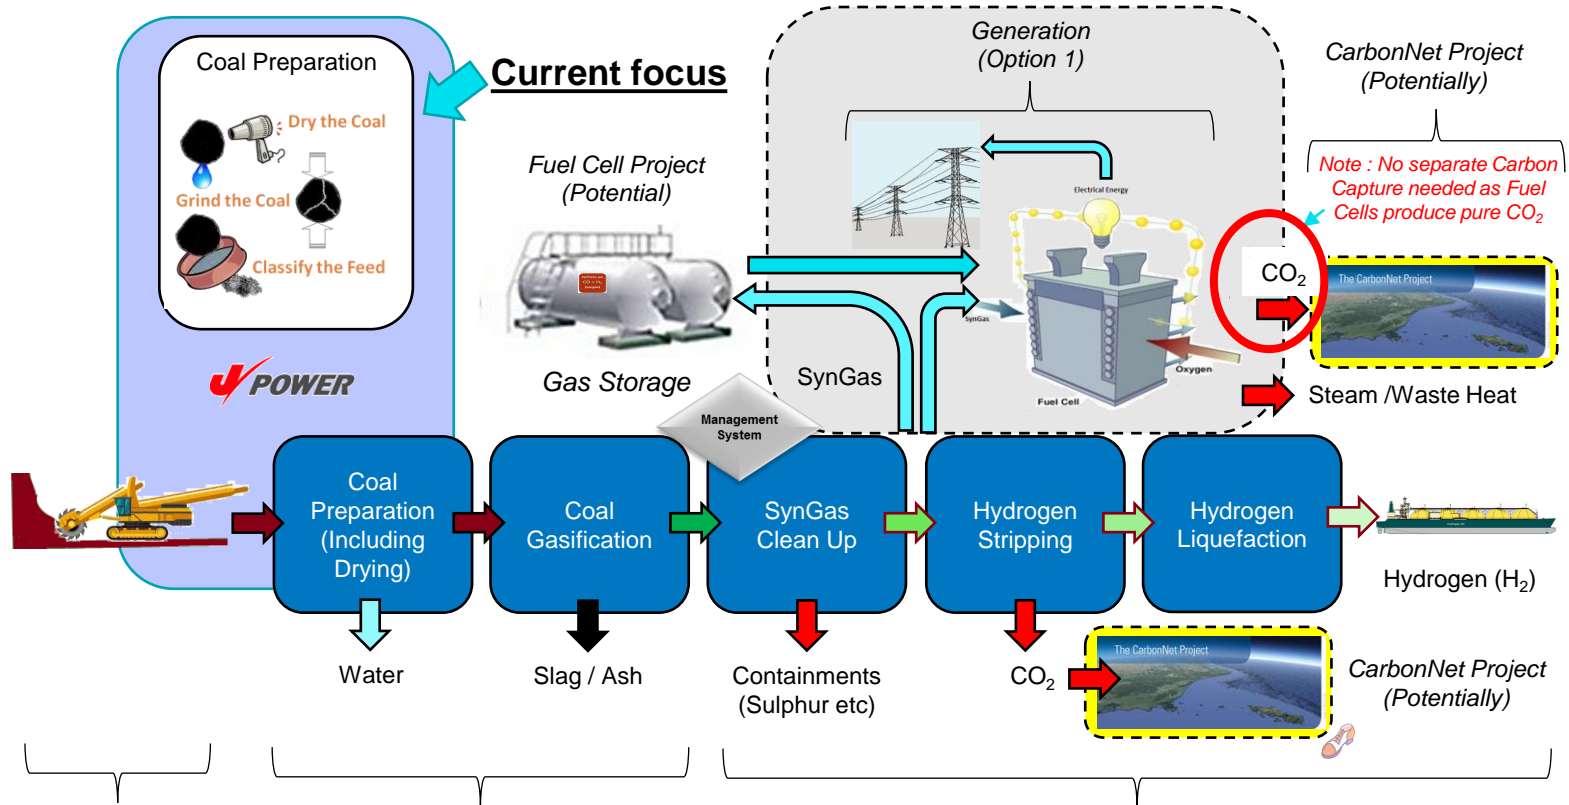 Coal Preparation
Dry the Coal
Grind the Coal
Classify the Feed
J POWER
Current focus
Fuel Cell Project
(Potential)
Gas Storage
Generation
(Option 1)
Electrical Energy
SynGas
Oxygen
Fuel Cell
SynGas
CarbonNet Project
(Potentially)
Note : No separate Carbon
Capture needed as Fuel
Cells produce pure CO₂
CO₂
The CarbonNet Project
Steam /Waste Heat
Management
System
Coal
Preparation
(Including
Drying)
Coal
Gasification
SynGas
Clean Up
Hydrogen
Stripping
Hydrogen
Liquefaction
Hydrogen (H₂)
Water
Slag / Ash
Containments
(Sulphur etc)
CO₂
The CarbonNet Project
CarbonNet Project
(Potentially)